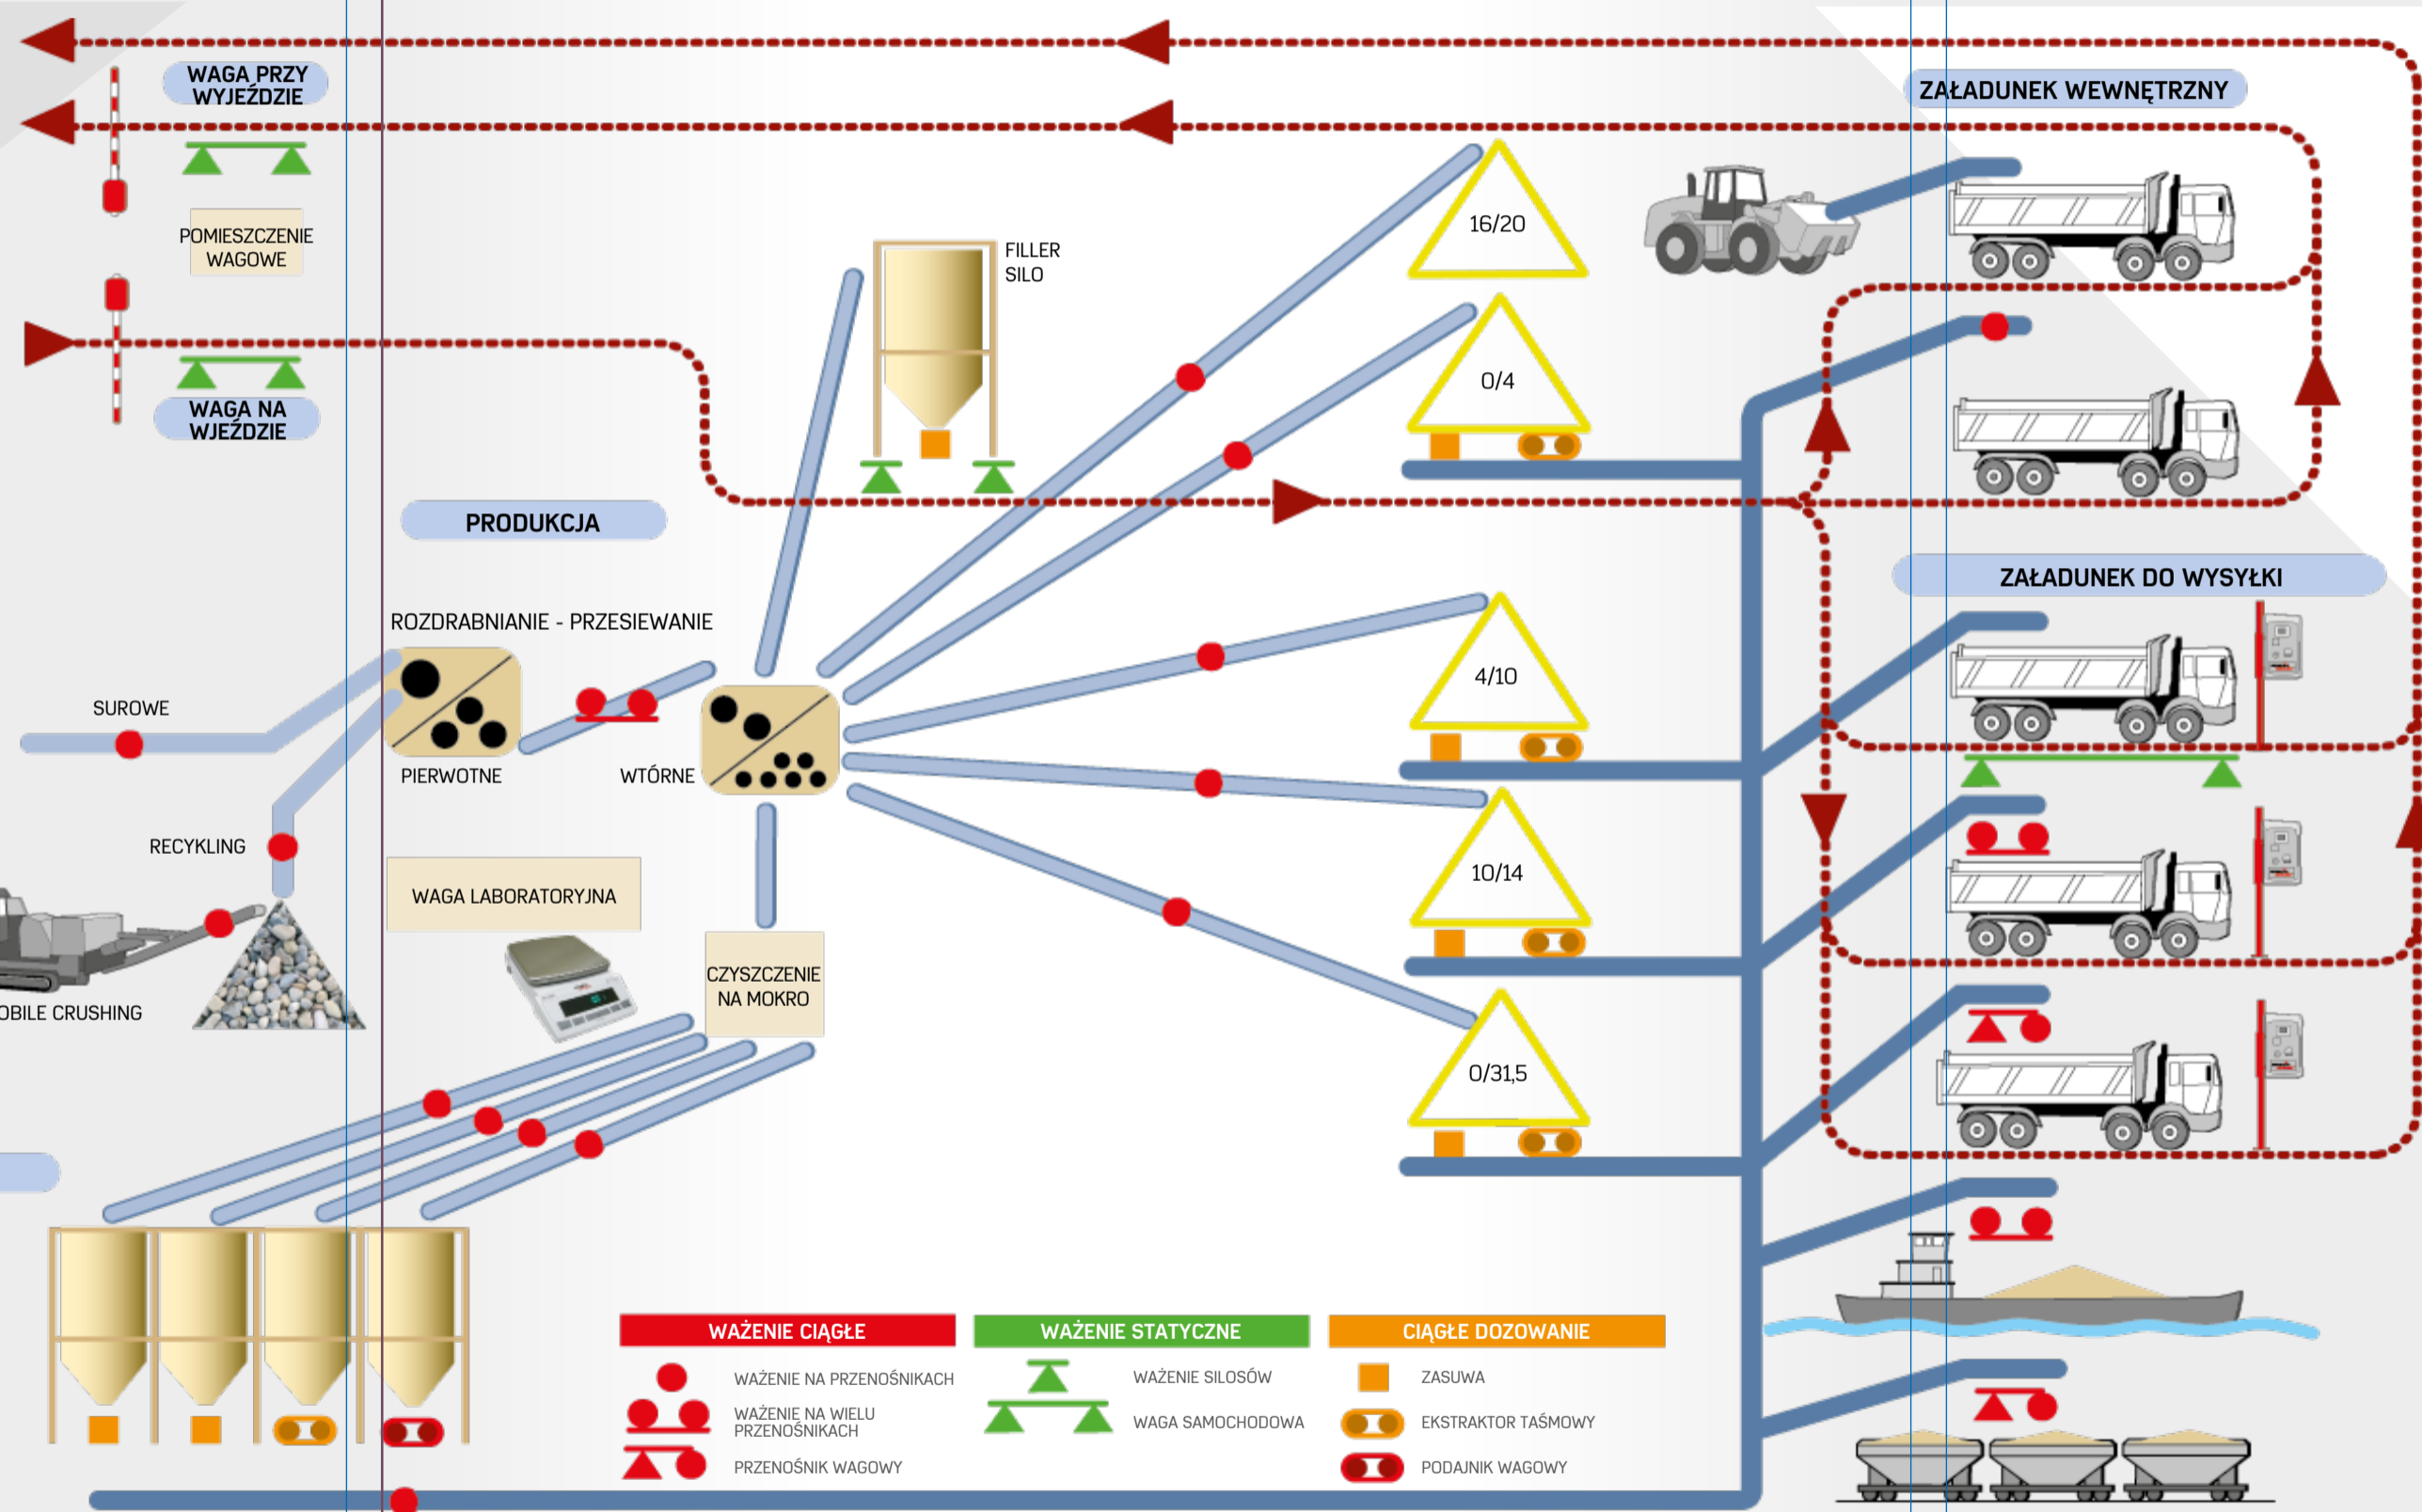 WAGA PRZY
WYJEŹDZIE
ZAŁADUNEK WEWNĘTRZNY
POMIESZCZENIE
WAGOWE
16/20
FILLER
SILO
0/4
WAGA NA
WJEŹDZIE
PRODUKCJA
ZAŁADUNEK DO WYSYŁKI
ROZDRABNIANIE - PRZESIEWANIE
SUROWE
4/10
PIERWOTNE
WTÓRNE
RECYKLING
10/14
WAGA LABORATORYJNA
CZYSZCZENIE
NA MOKRO
OBILE CRUSHING
0/31,5
WAŻENIE CIĄGŁE
WAŻENIE NA PRZENOŚNIKACH
WAŻENIE NA WIELU
PRZENOŚNIKACH
PRZENOŚNIK WAGOWY
WAŻENIE STATYCZNE
WAŻENIE SILOSÓW
WAGA SAMOCHODOWA
CIĄGŁE DOZOWANIE
ZASUWA
EKSTRAKTOR TAŚMOWY
PODAJNIK WAGOWY